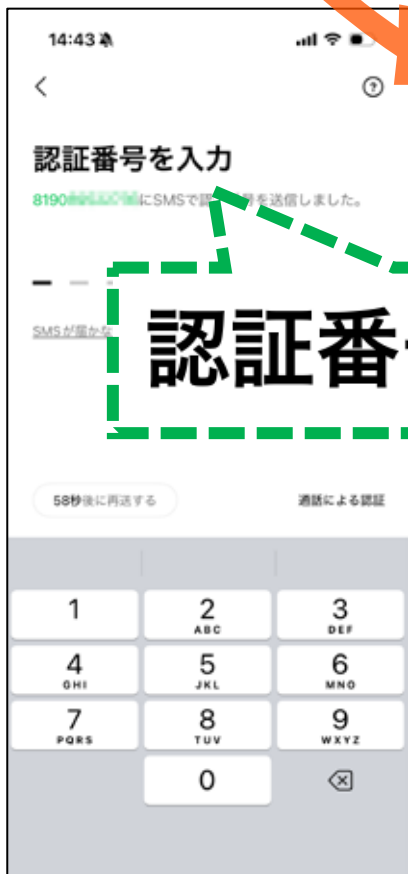 14:43
認証番号を入力
8190 にSMSで認 号を送信しました。
SMSが届かな
認証番
58秒後に再送する
通話による認証
1
2
ABC
3
DEF
4
GHI
5
JKL
6
MNO
7
PQRS
8
TUV
9
WXYZ
0